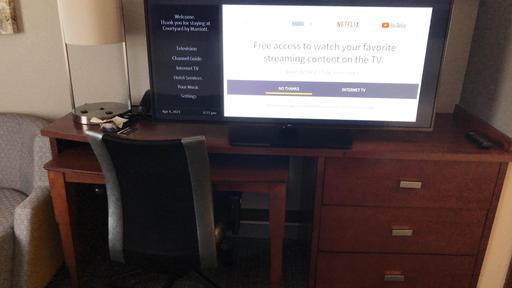 Welcome.
Thank you for staying at
Courtyard by Marriott.
Television
Channel Guide
Internet TV
Hotel Services
Your Music
Settings
NETFLIX
YouTube
Free access to watch your favorite
streaming content on the TV.
NO THANKS
INTERNET TV